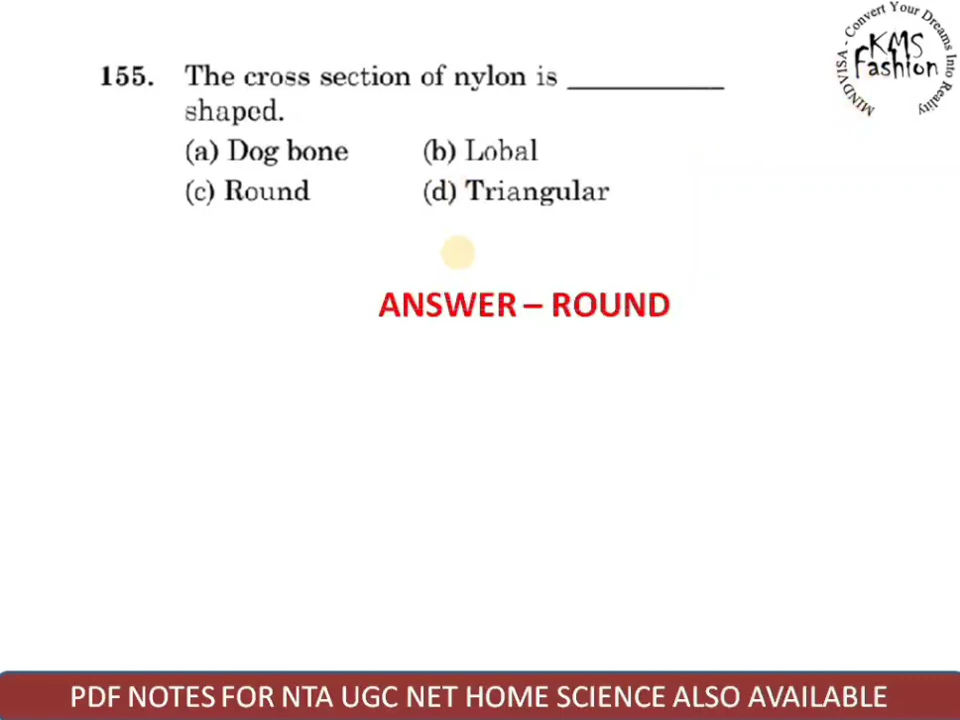 155. The cross section of nylon is ___________
shaped.
(a) Dog bone (b) Lobal
(c) Round (d) Triangular
ANSWER – ROUND
MINDVISA - Convert Your Dreams Into Reality
KMS
Fashion
PDF NOTES FOR NTA UGC NET HOME SCIENCE ALSO AVAILABLE